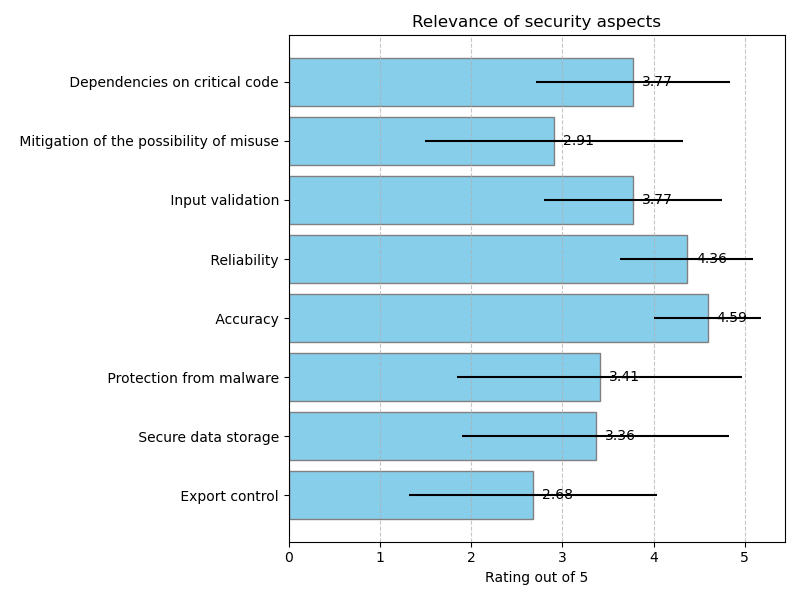 Relevance of security aspects
Dependencies on critical code
3.77
Mitigation of the possibility of misuse
2.91
Input validation
3.77
Reliability
4.36
Accuracy
4.59
Protection from malware
3.41
Secure data storage
3.36
Export control
2.68
0 1 2 3 4 5
Rating out of 5